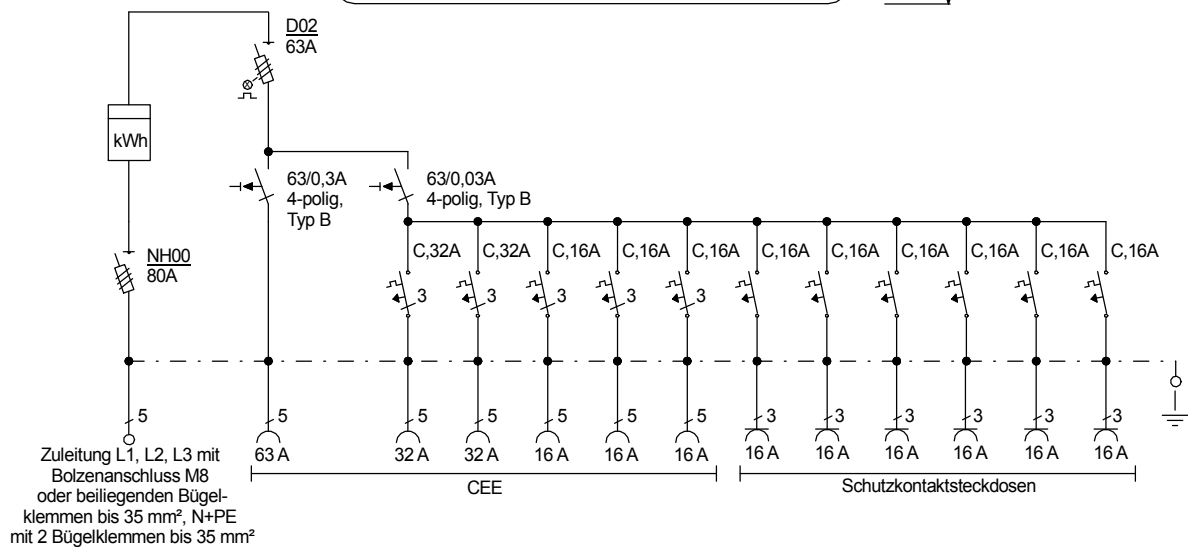 D02
63A
kWh
63/0,3A
4-polig,
Typ B
63/0,03A
4-polig, Typ B
NH00
80A
C,32A C,32A C,16A C,16A C,16A C,16A C,16A C,16A C,16A C,16A C,16A
3 3 3 3 3
5 5 5 5 5 5 5 3 3 3 3 3 3
63 A 32 A 32 A 16 A 16 A 16 A 16 A 16 A 16 A 16 A 16 A 16 A
CEE
Schutzkontaktsteckdosen
Zuleitung L1, L2, L3 mit
Bolzenanschluss M8
oder beiliegenden Bügel-
klemmen bis 35 mm², N+PE
mit 2 Bügelklemmen bis 35 mm²